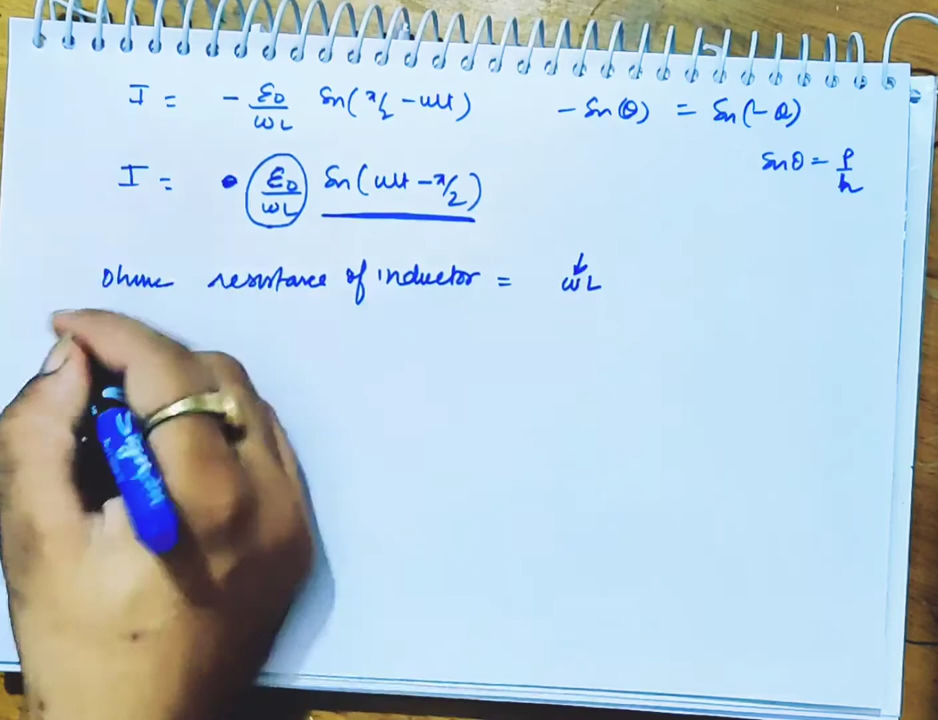 I = - ε0/ωL Sin(π/2 - ωt) - Sin(θ) = Sin(-θ)
Sinθ = P/h
I = • ε0/ωL Sin(ωt - π/2)
Ohmic resistance of inductor = ωL